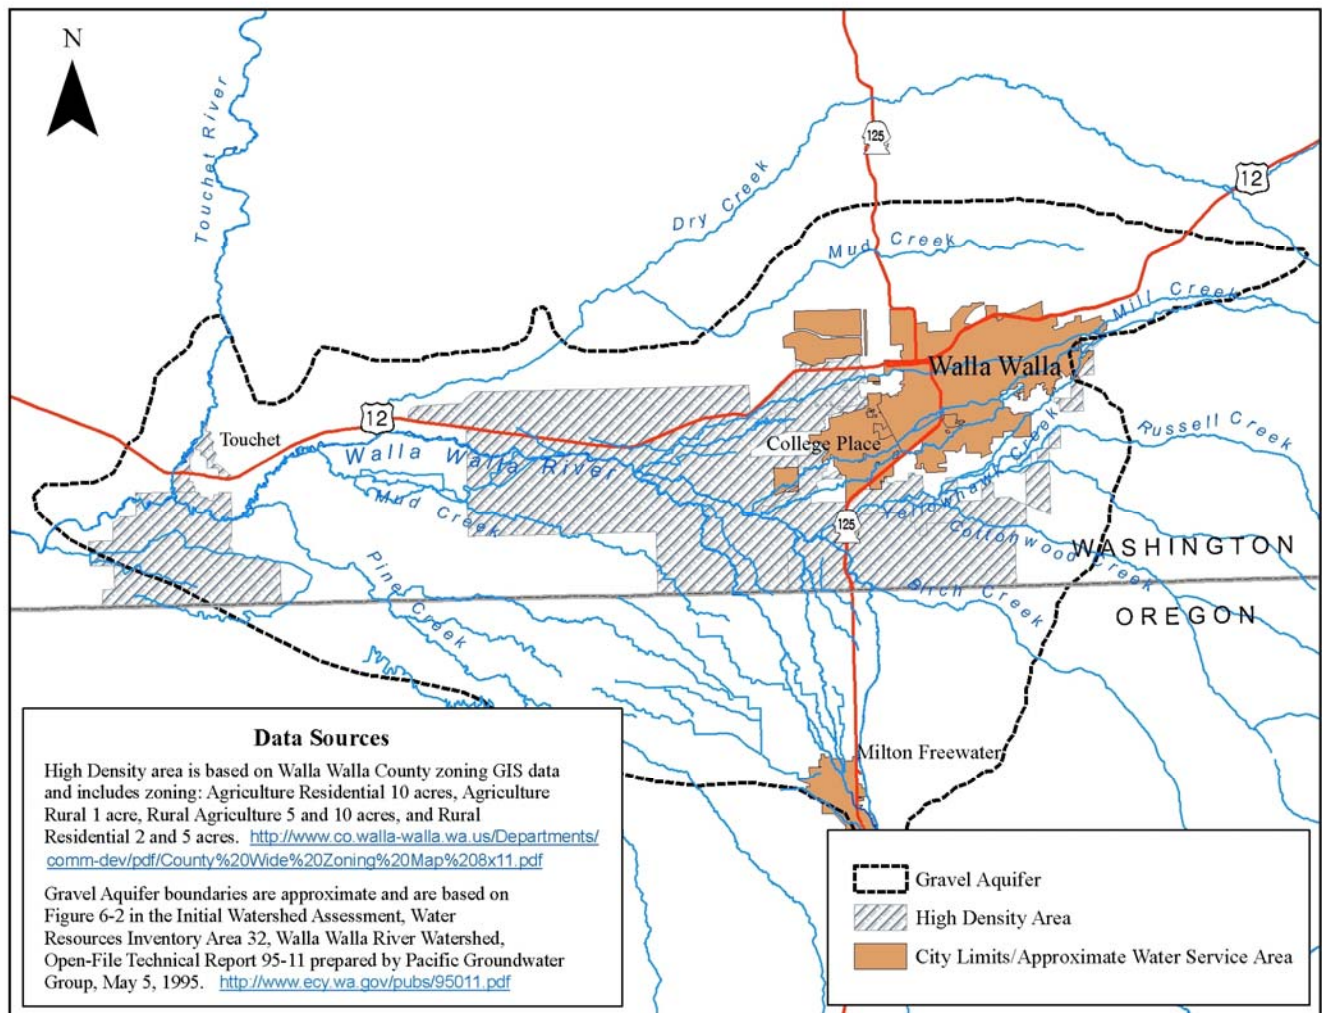 N
Touchet River
125
12
Dry Creek
Mud Creek
Mill Creek
Walla Walla
12
Touchet
Walla Walla River
College Place
Russell Creek
Mud Creek
Yellowhawk Creek
125
Cottonwood Creek
WASHINGTON
Pine Creek
Birch Creek
OREGON
Milton Freewater
Data Sources
High Density area is based on Walla Walla County zoning GIS data
and includes zoning: Agriculture Residential 10 acres, Agriculture
Rural 1 acre, Rural Agriculture 5 and 10 acres, and Rural
Residential 2 and 5 acres. http://www.co.walla-walla.wa.us/Departments/
comm-dev/pdf/County%20Wide%20Zoning%20Map%208x11.pdf
Gravel Aquifer boundaries are approximate and are based on
Figure 6-2 in the Initial Watershed Assessment, Water
Resources Inventory Area 32, Walla Walla River Watershed,
Open-File Technical Report 95-11 prepared by Pacific Groundwater
Group, May 5, 1995. http://www.ecy.wa.gov/pubs/95011.pdf
Gravel Aquifer
High Density Area
City Limits/Approximate Water Service Area